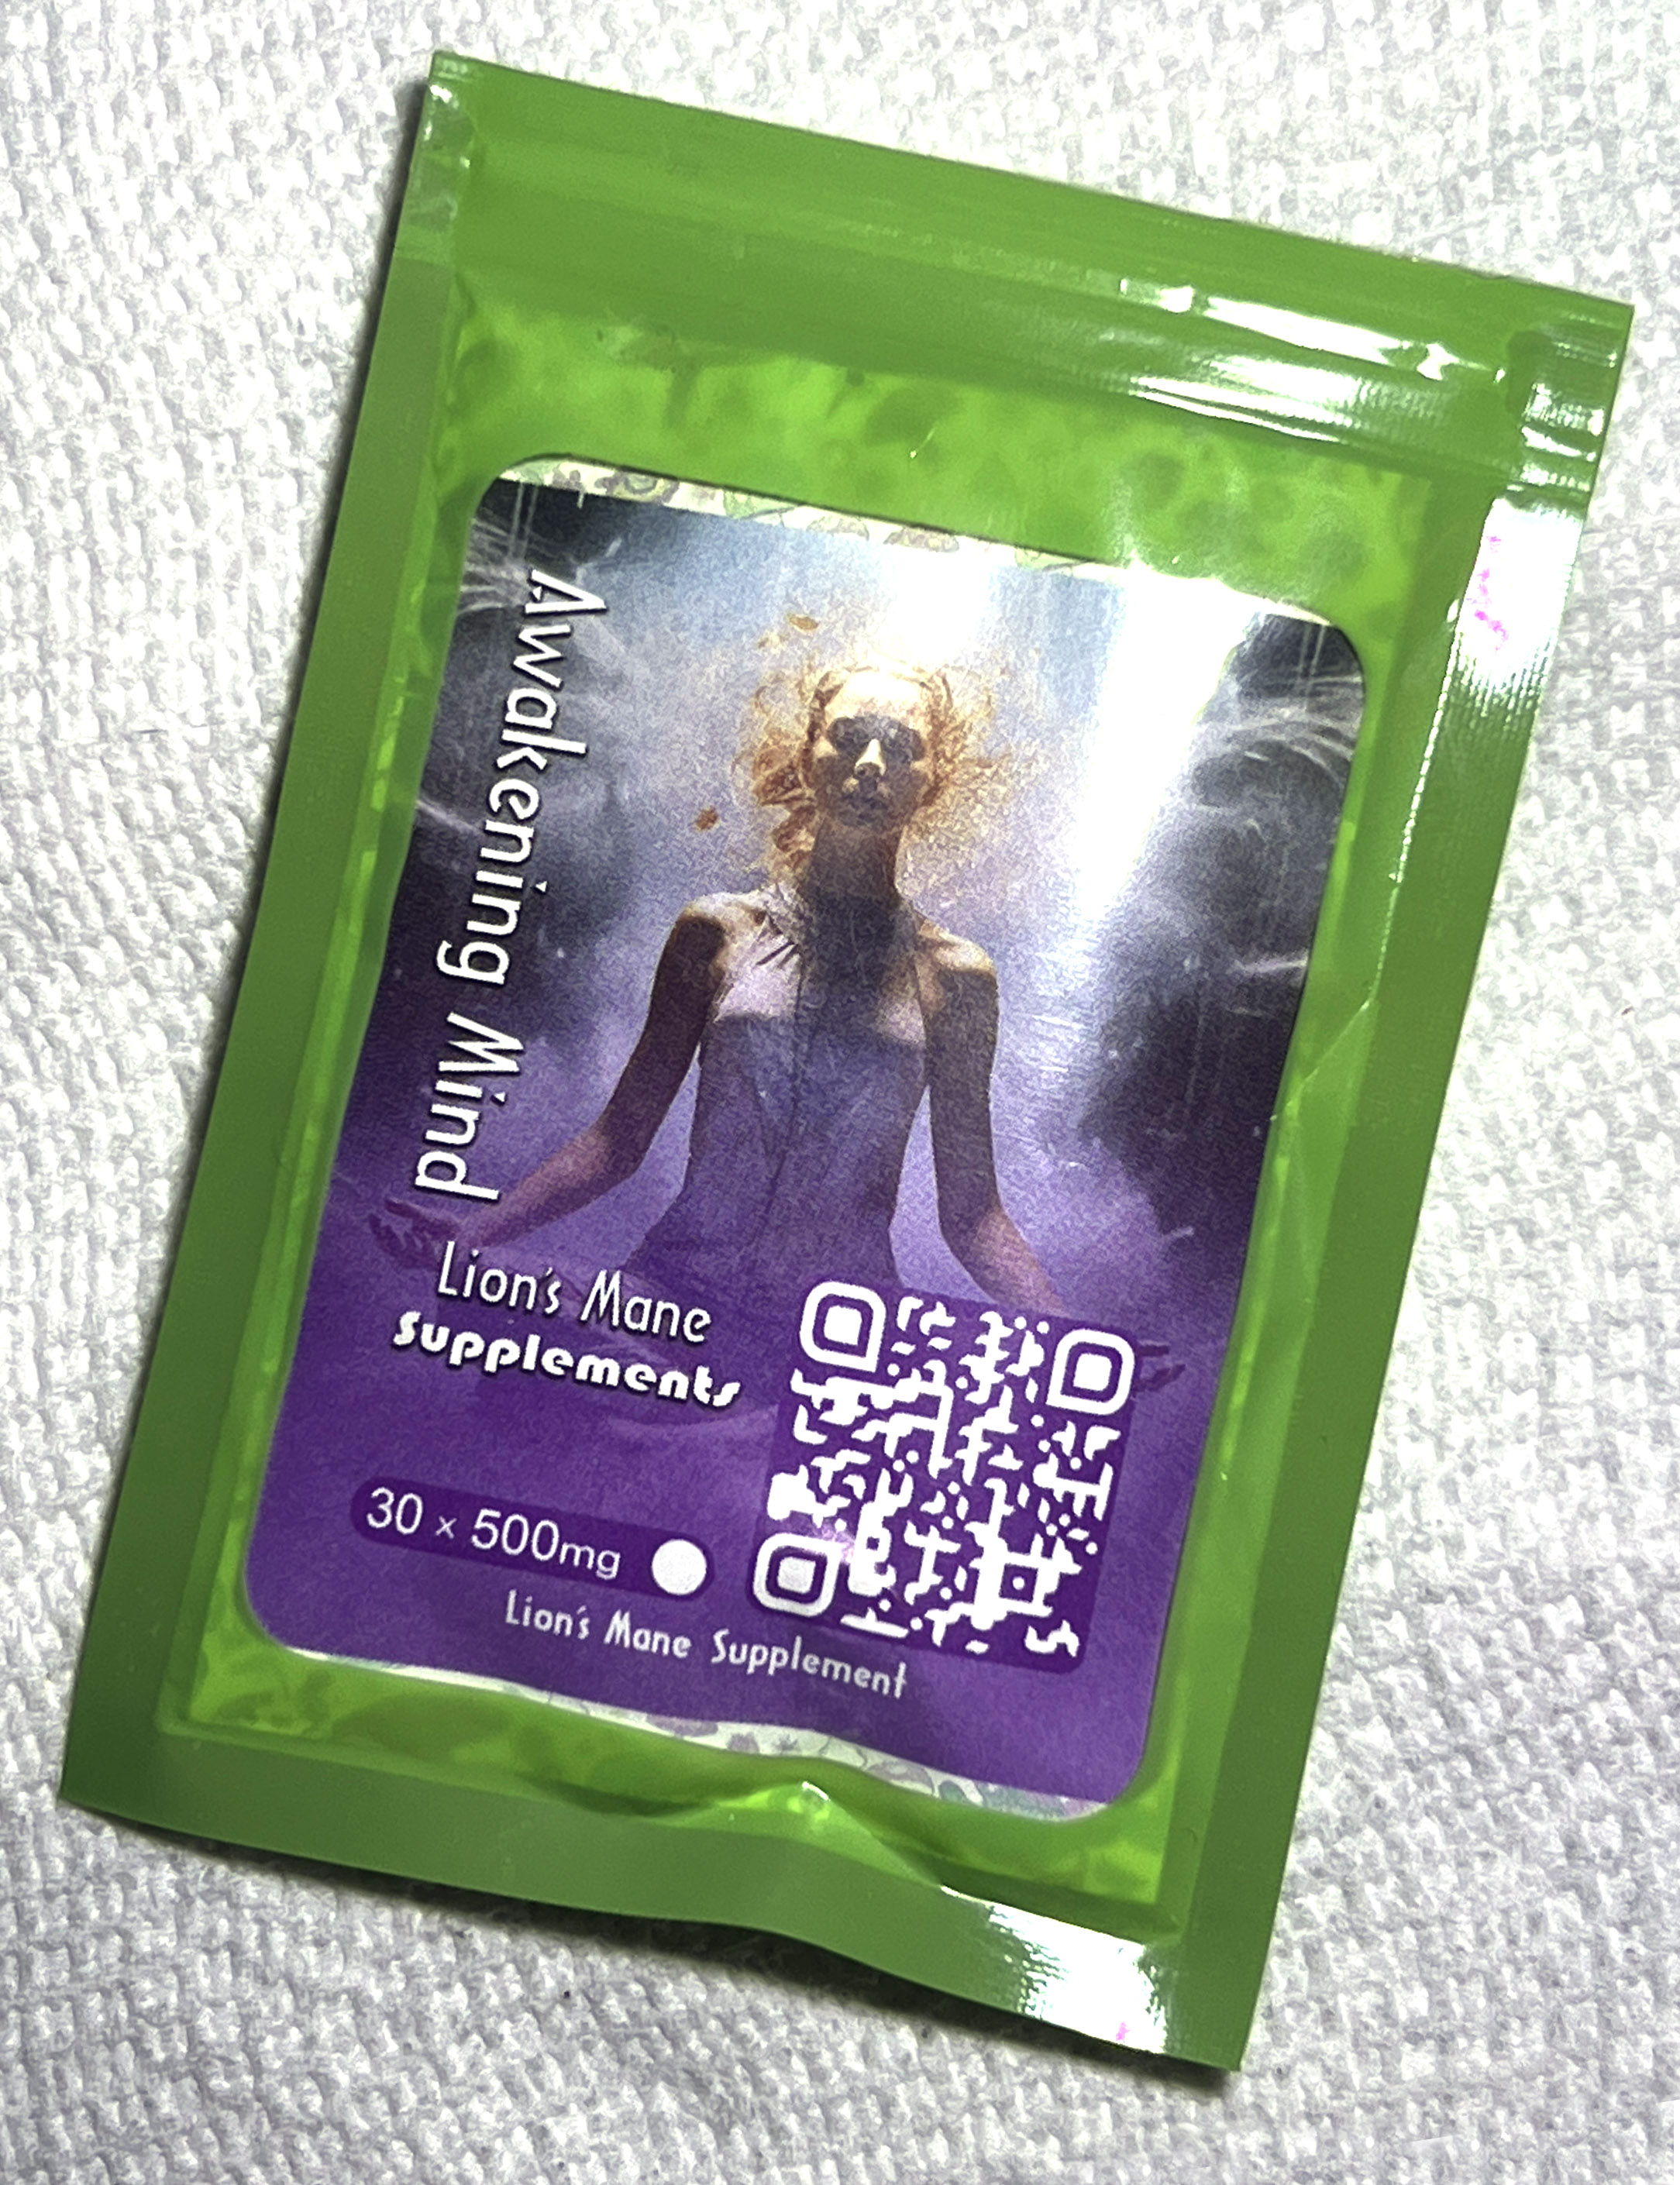 Awakening Mind
Lion's Mane
supplements
30 × 500mg
Lion's Mane Supplement